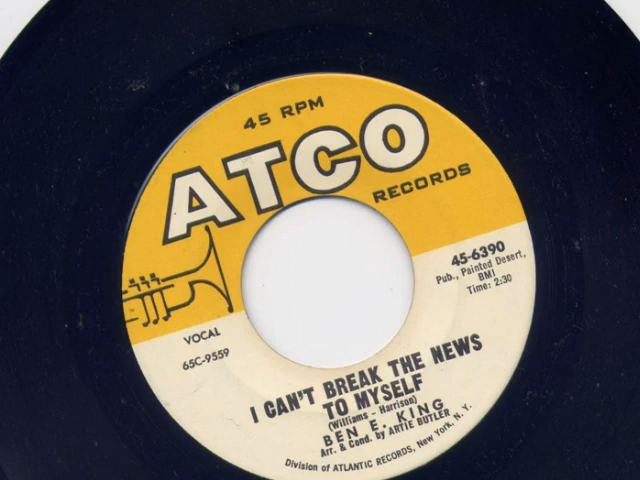 45 RPM
ATCO
RECORDS
45-6390
Pub., Painted Desert,
BMI
Time: 2:30
VOCAL
65C-9559
I CAN'T BREAK THE NEWS
TO MYSELF
(Williams - Harrison)
BEN E. KING
Arr. & Cond. by ARTIE BUTLER
Division of ATLANTIC RECORDS, New York, N. Y.